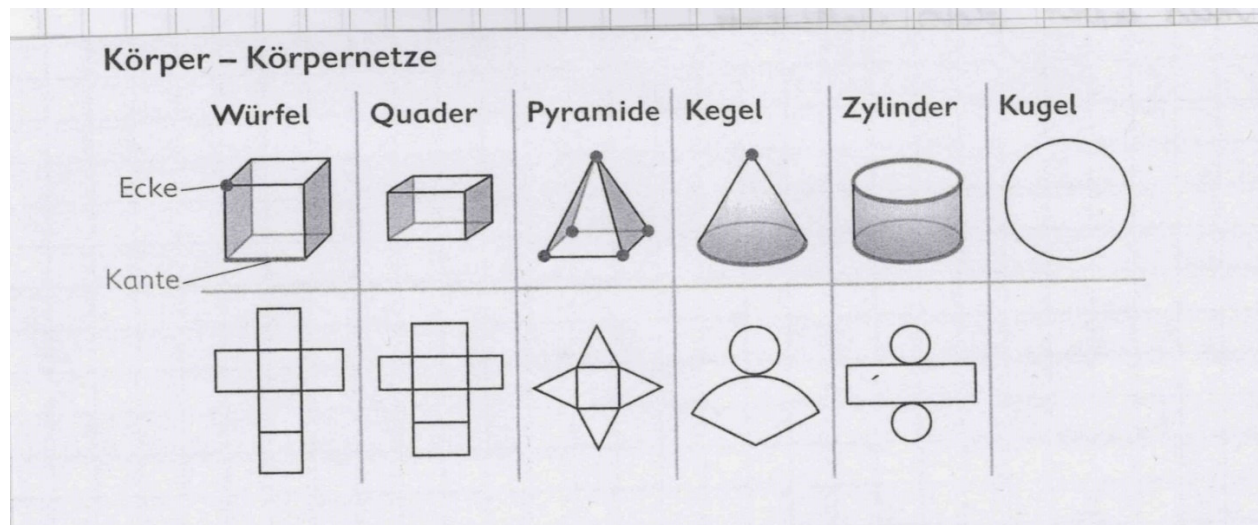 Körper – Körpernetze
Würfel Quader Pyramide Kegel Zylinder Kugel
Ecke
Kante